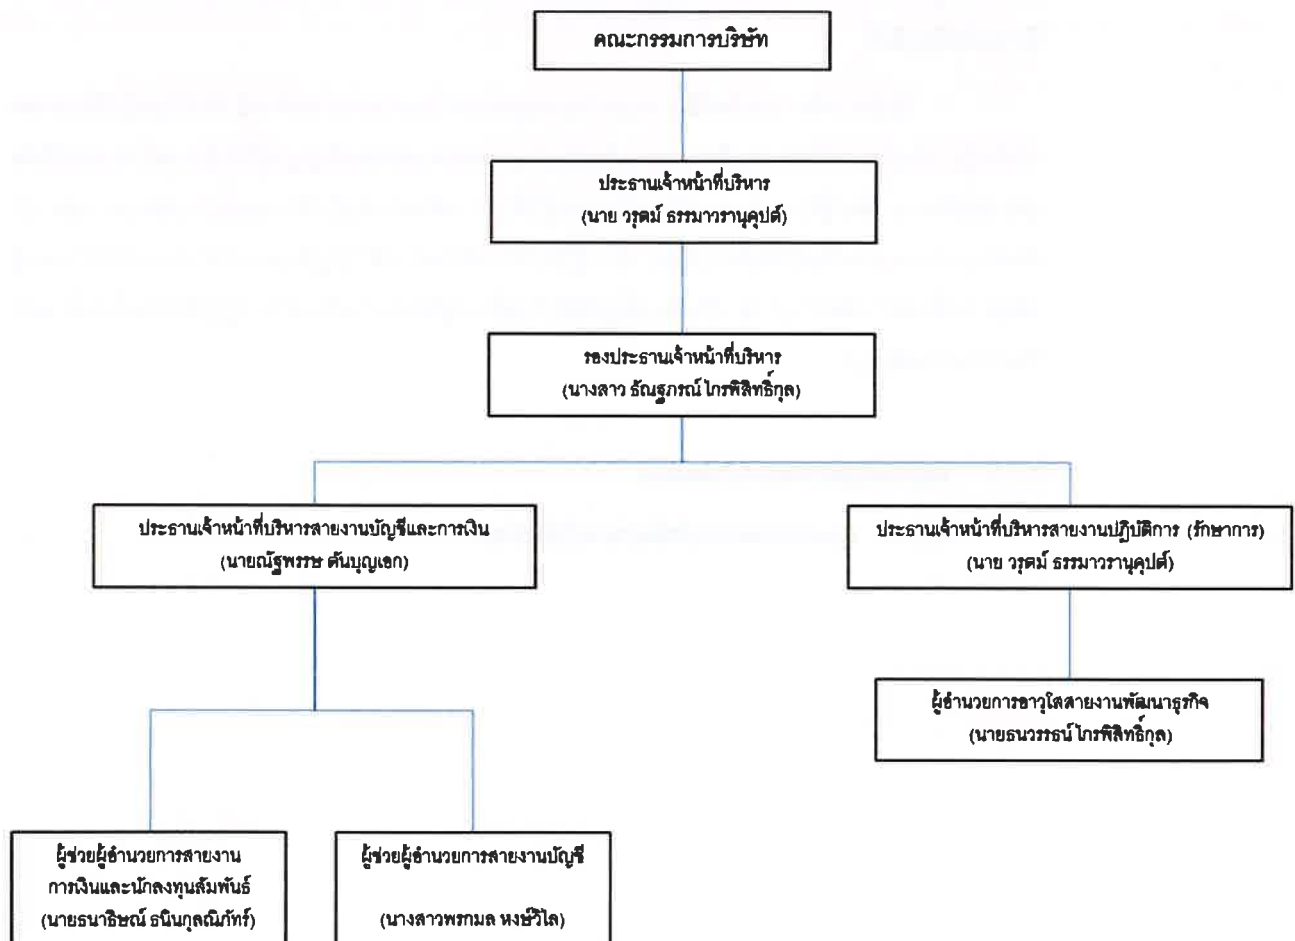 คณะกรรมการบริษัท
ประธานเจ้าหน้าที่บริหาร
(นาย วรุตม์ ธรรมาวรานุคุปต์)
รองประธานเจ้าหน้าที่บริหาร
(นางสาว ธัณฐภรณ์ ไกรพิสิทธิ์กุล)
ประธานเจ้าหน้าที่บริหารสายงานบัญชีและการเงิน
(นายณัฐพรรษ ตันบุญเอก)
ประธานเจ้าหน้าที่บริหารสายงานปฏิบัติการ (รักษาการ)
(นาย วรุตม์ ธรรมาวรานุคุปต์)
ผู้อำนวยการอาวุโสสายงานพัฒนาธุรกิจ
(นายธนวรรธน์ ไกรพิสิทธิ์กุล)
ผู้ช่วยผู้อำนวยการสายงาน
การเงินและนักลงทุนสัมพันธ์
(นายธนาธิษณ์ ธนินกุลณิภัทร์)
ผู้ช่วยผู้อำนวยการสายงานบัญชี
(นางสาวพรกมล หงษ์วิไล)